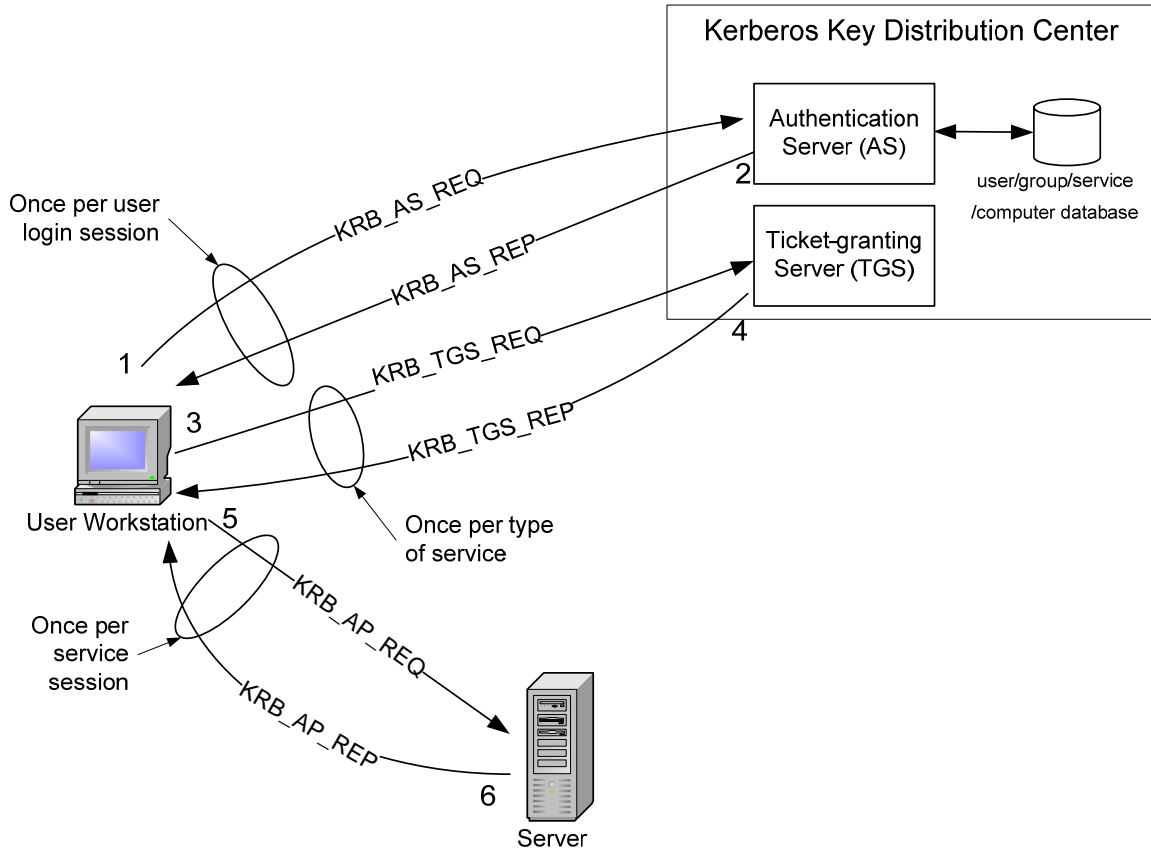 Kerberos Key Distribution Center
Authentication
Server (AS)
user/group/service
/computer database
2
Ticket-granting
Server (TGS)
4
Once per user
login session
KRB_AS_REQ
KRB_AS_REP
1
KRB_TGS_REQ
3
KRB_TGS_REP
User Workstation
5
Once per type
of service
KRB_AP_REQ
Once per
service
session
KRB_AP_REP
6
Server